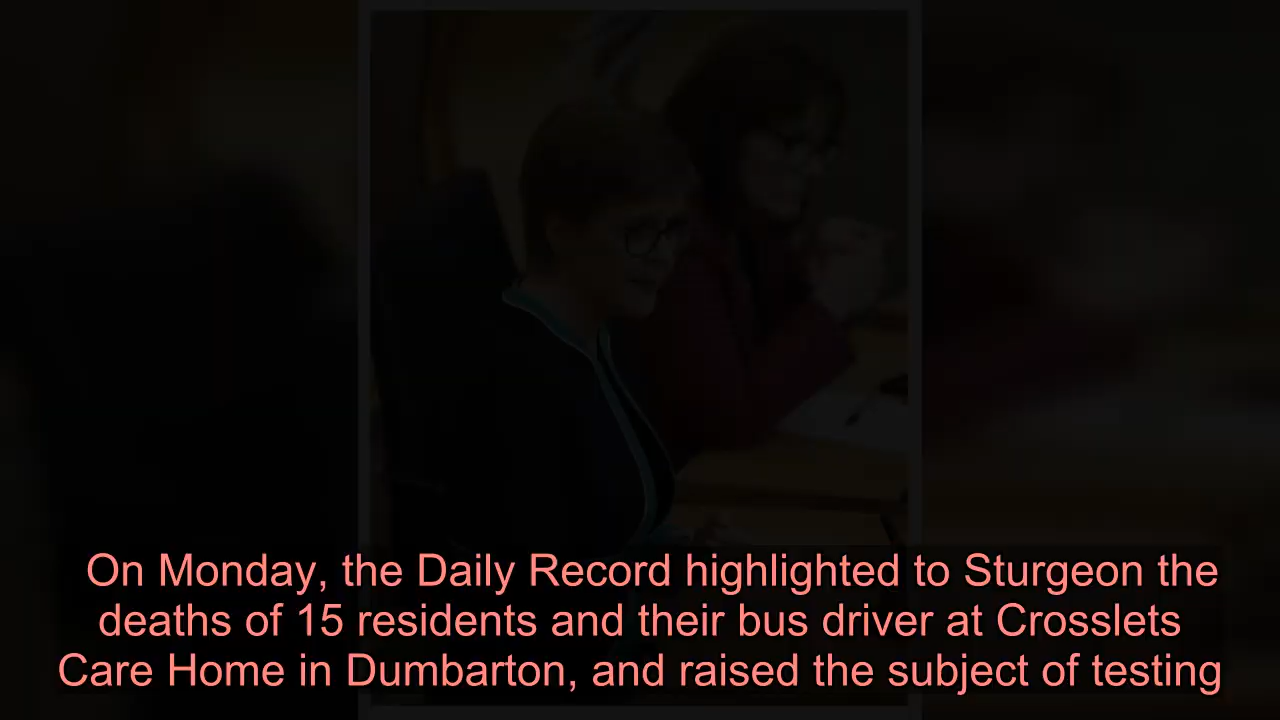 On Monday, the Daily Record highlighted to Sturgeon the
deaths of 15 residents and their bus driver at Crosslets
Care Home in Dumbarton, and raised the subject of testing